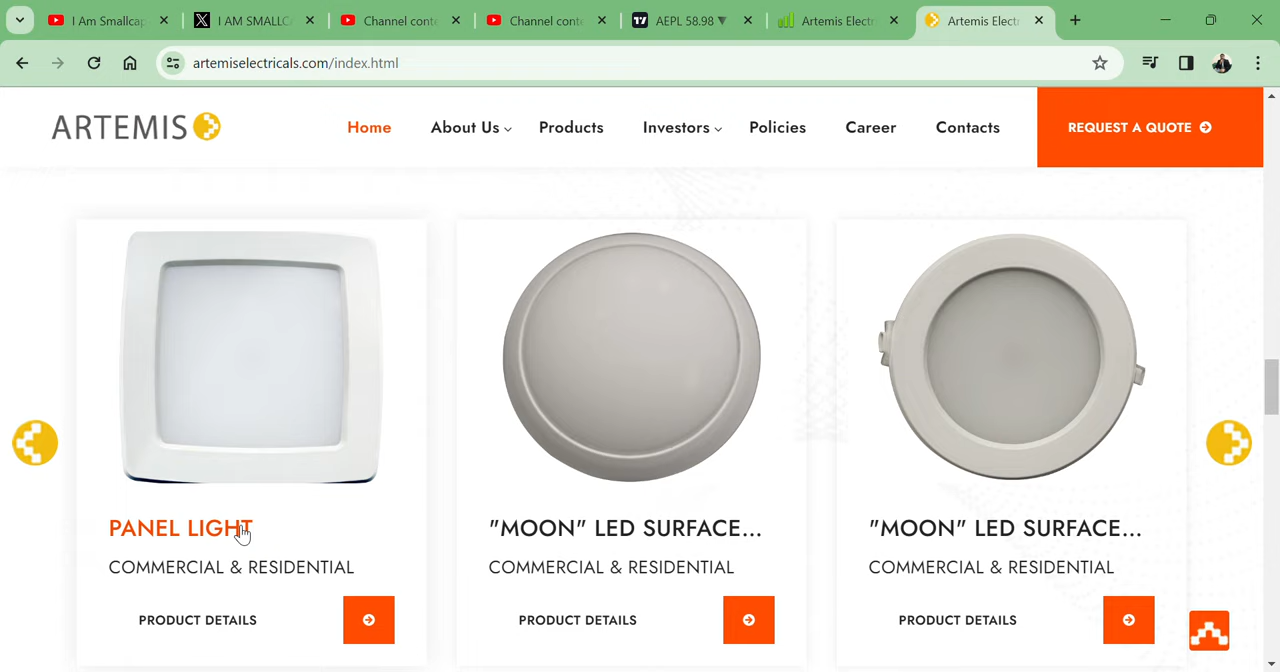 I Am Smallcap
I AM SMALLC
Channel conte
Channel conte
AEPL 58.98 ▼
Artemis Electr
Artemis Electr
artemiselectricals.com/index.html
ARTEMIS
Home
About Us
Products
Investors
Policies
Career
Contacts
REQUEST A QUOTE
PANEL LIGHT
"MOON" LED SURFACE...
"MOON" LED SURFACE...
COMMERCIAL & RESIDENTIAL
COMMERCIAL & RESIDENTIAL
COMMERCIAL & RESIDENTIAL
PRODUCT DETAILS
PRODUCT DETAILS
PRODUCT DETAILS